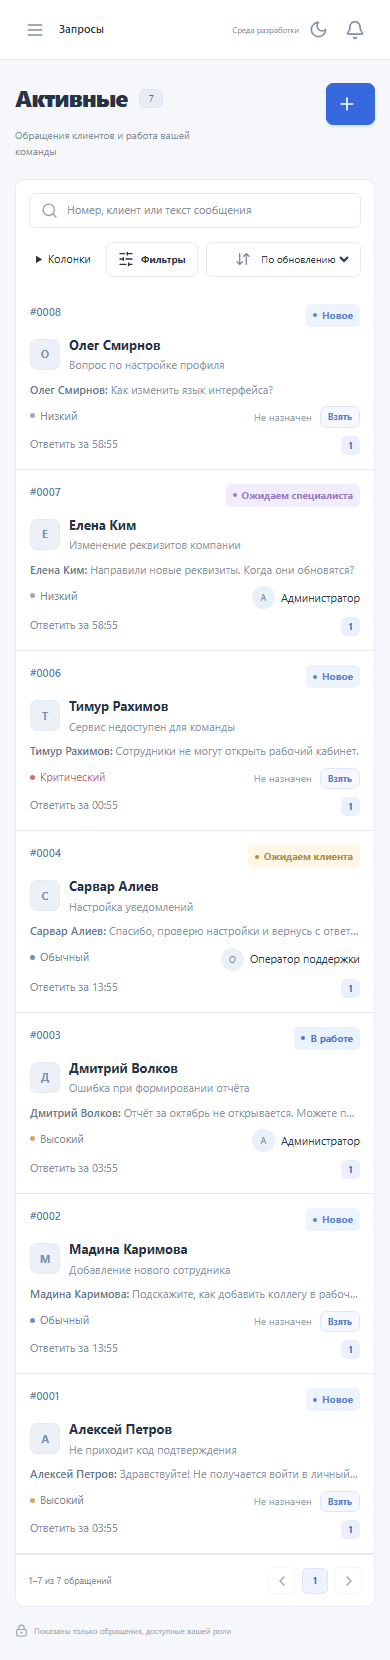 Запросы
Среда разработки
Активные 7
Обращения клиентов и работа вашей
команды
Номер, клиент или текст сообщения
Колонки Фильтры По обновлению
#0008 Новое
О Олег Смирнов
Вопрос по настройке профиля
Олег Смирнов: Как изменить язык интерфейса?
Низкий Не назначен Взять
Ответить за 58:55 1
#0007 Ожидаем специалиста
Е Елена Ким
Изменение реквизитов компании
Елена Ким: Направили новые реквизиты. Когда они обновятся?
Низкий А Администратор
Ответить за 58:55 1
#0006 Новое
Т Тимур Рахимов
Сервис недоступен для команды
Тимур Рахимов: Сотрудники не могут открыть рабочий кабинет.
Критический Не назначен Взять
Ответить за 00:55 1
#0004 Ожидаем клиента
С Сарвар Алиев
Настройка уведомлений
Сарвар Алиев: Спасибо, проверю настройки и вернусь с ответ...
Обычный О Оператор поддержки
Ответить за 13:55 1
#0003 В работе
Д Дмитрий Волков
Ошибка при формировании отчёта
Дмитрий Волков: Отчёт за октябрь не открывается. Можете п...
Высокий А Администратор
Ответить за 03:55 1
#0002 Новое
М Мадина Каримова
Добавление нового сотрудника
Мадина Каримова: Подскажите, как добавить коллегу в рабоч...
Обычный Не назначен Взять
Ответить за 13:55 1
#0001 Новое
А Алексей Петров
Не приходит код подтверждения
Алексей Петров: Здравствуйте! Не получается войти в личный...
Высокий Не назначен Взять
Ответить за 03:55 1
1–7 из 7 обращений 1
Показаны только обращения, доступные вашей роли